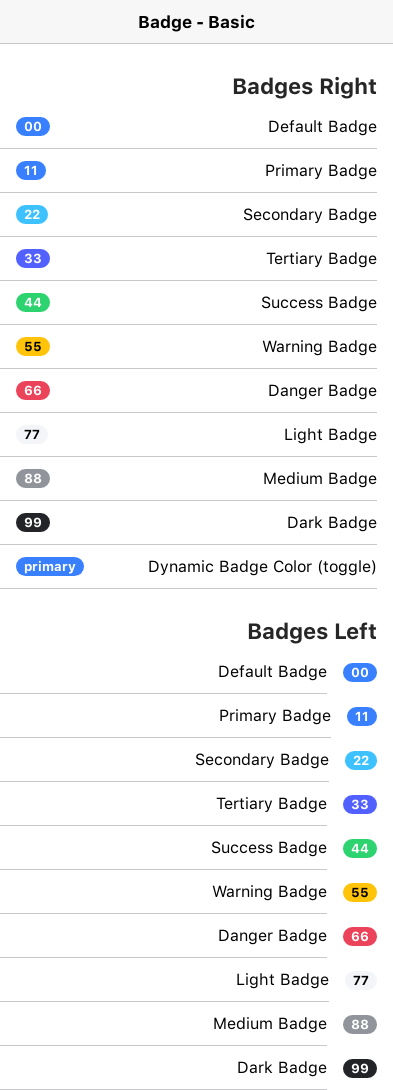 Badge - Basic
Badges Right
00 Default Badge
11 Primary Badge
22 Secondary Badge
33 Tertiary Badge
44 Success Badge
55 Warning Badge
66 Danger Badge
77 Light Badge
88 Medium Badge
99 Dark Badge
primary Dynamic Badge Color (toggle)
Badges Left
Default Badge 00
Primary Badge 11
Secondary Badge 22
Tertiary Badge 33
Success Badge 44
Warning Badge 55
Danger Badge 66
Light Badge 77
Medium Badge 88
Dark Badge 99